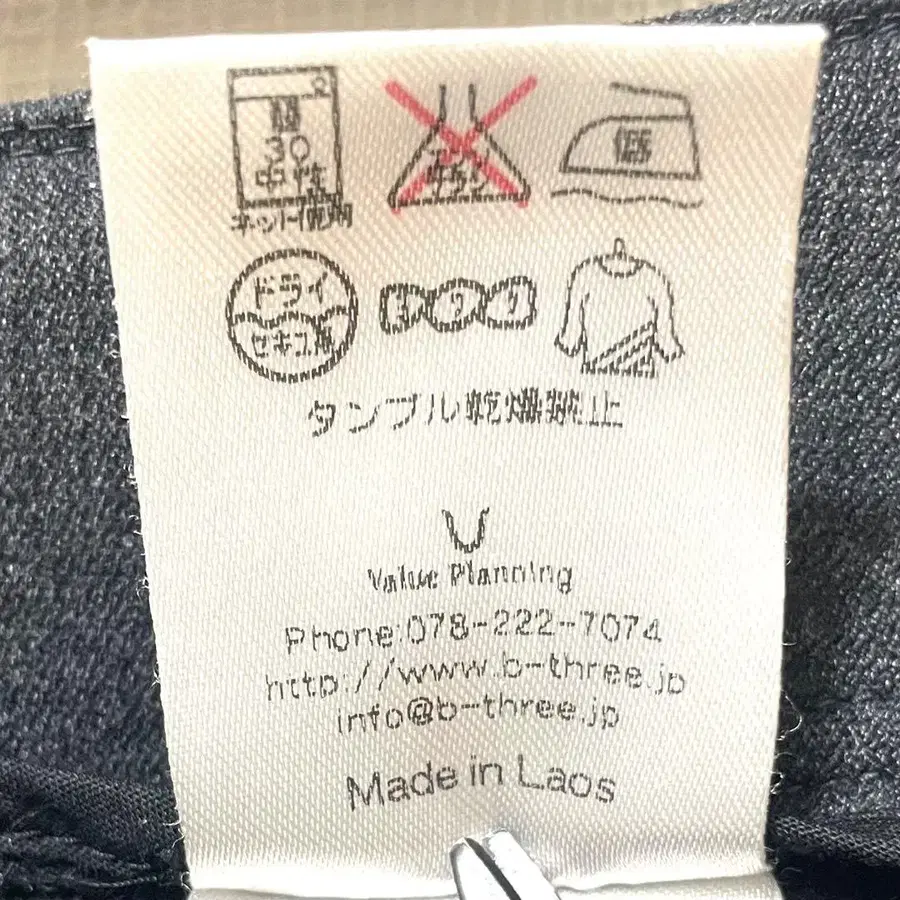 30
中性
ネット使用
低
ドライ
セキユ系
タンブル乾燥禁止
Value Planning
Phone:078-222-7074
http://www.b-three.jp
info@b-three.jp
Made in Laos